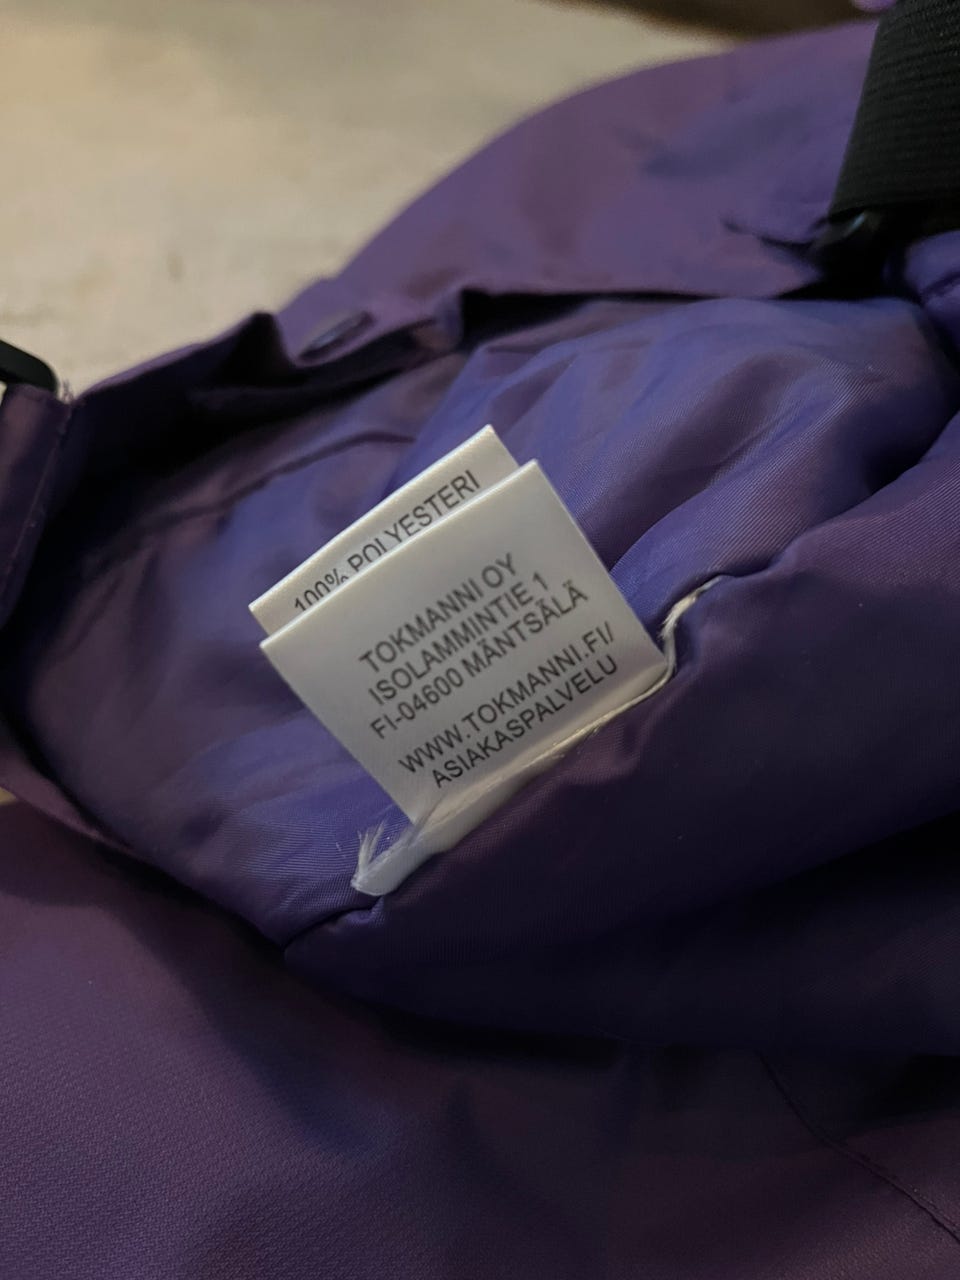 100% POLYESTERI
TOKMANNI OY
ISOLAMMINTIE 1
FI-04600 MÄNTSÄLÄ
WWW.TOKMANNI.FI/
ASIAKASPALVELU